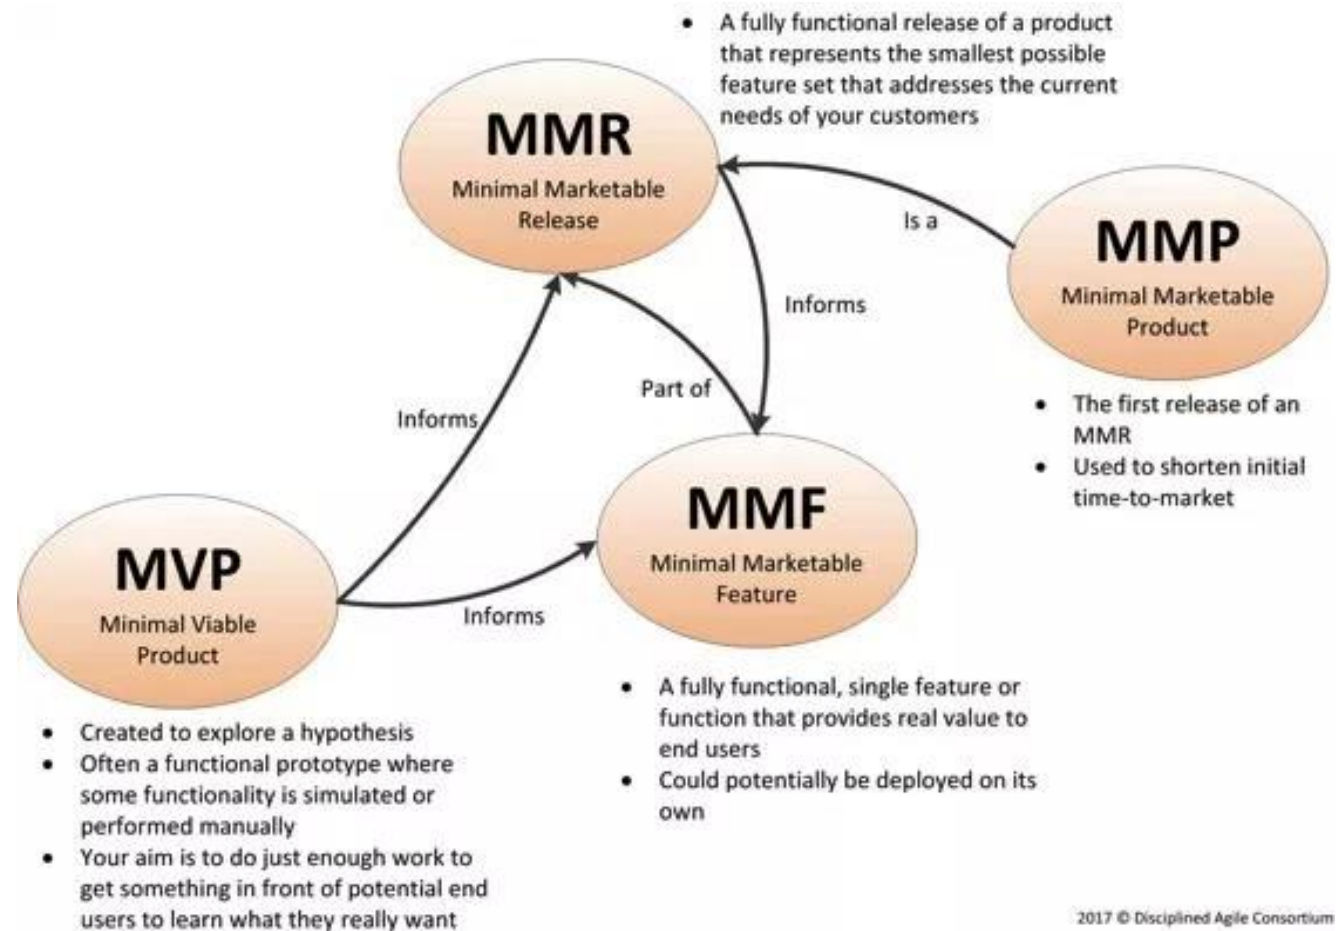 • A fully functional release of a product
that represents the smallest possible
feature set that addresses the current
needs of your customers
MMR
Minimal Marketable
Release
Is a
MMP
Minimal Marketable
Product
• The first release of an
MMR
• Used to shorten initial
time-to-market
Informs
Part of
Informs
MMF
Minimal Marketable
Feature
• A fully functional, single feature or
function that provides real value to
end users
• Could potentially be deployed on its
own
MVP
Minimal Viable
Product
Informs
• Created to explore a hypothesis
• Often a functional prototype where
some functionality is simulated or
performed manually
• Your aim is to do just enough work to
get something in front of potential end
users to learn what they really want
2017 © Disciplined Agile Consortium